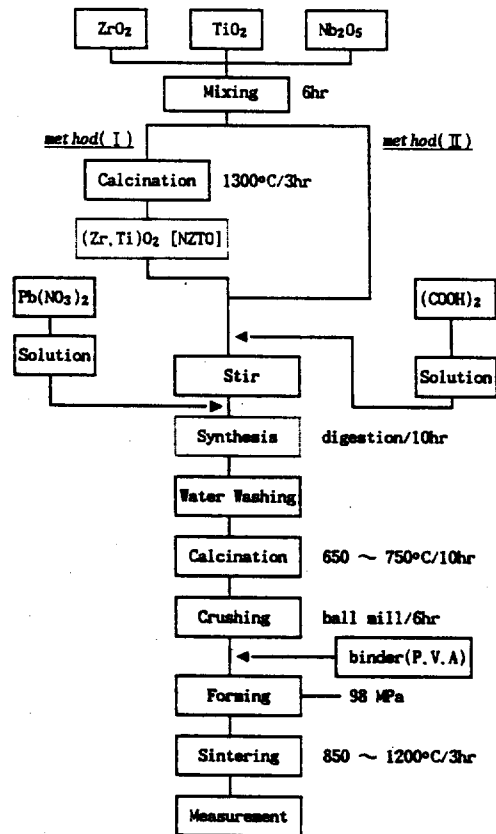 ZrO₂ TiO₂ Nb₂O₅
Mixing 6hr
method(Ⅰ) method(Ⅱ)
Calcination 1300°C/3hr
(Zr,Ti)O₂ [NZTO]
Pb(NO₃)₂ (COOH)₂
Solution Solution
Stir
Synthesis digestion/10hr
Water Washing
Calcination 650 ~ 750°C/10hr
Crushing ball mill/6hr
binder(P.V.A)
Forming 98 MPa
Sintering 850 ~ 1200°C/3hr
Measurement